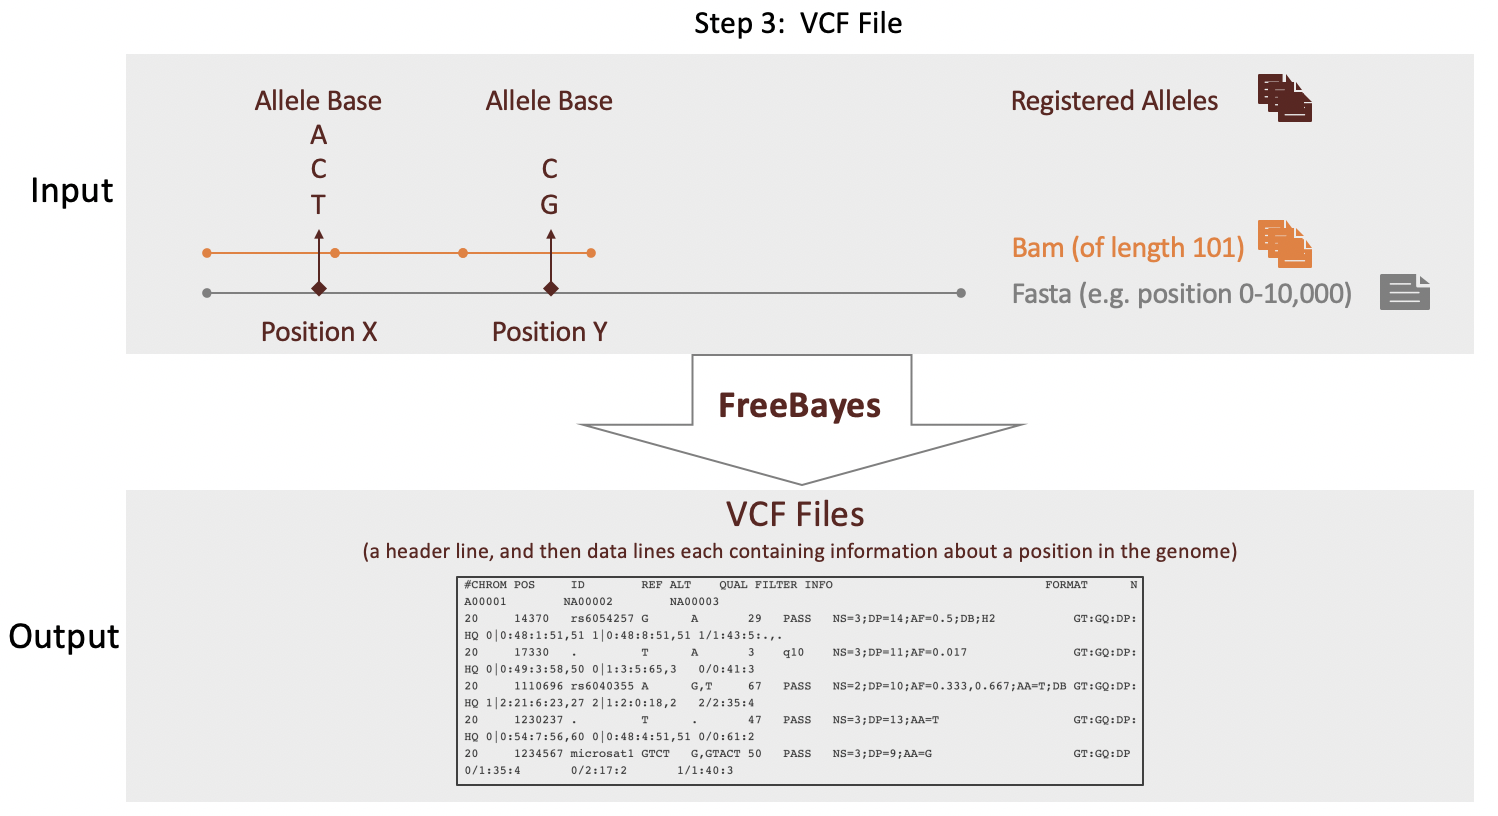 Step 3: VCF File
Input
Allele Base
A
C
T
Position X
Allele Base
C
G
Position Y
Registered Alleles
Bam (of length 101)
Fasta (e.g. position 0-10,000)
FreeBayes
Output
VCF Files
(a header line, and then data lines each containing information about a position in the genome)
#CHROM POS ID REF ALT QUAL FILTER INFO FORMAT N
A00001 NA00002 NA00003
20 14370 rs6054257 G A 29 PASS NS=3;DP=14;AF=0.5;DB;H2 GT:GQ:DP:
HQ 0|0:48:1:51,51 1|0:48:8:51,51 1/1:43:5:.,.
20 17330 . T A 3 q10 NS=3;DP=11;AF=0.017 GT:GQ:DP:
HQ 0|0:49:3:58,50 0|1:3:5:65,3 0/0:41:3
20 1110696 rs6040355 A G,T 67 PASS NS=2;DP=10;AF=0.333,0.667;AA=T;DB GT:GQ:DP:
HQ 1|2:21:6:23,27 2|1:2:0:18,2 2/2:35:4
20 1230237 . T . 47 PASS NS=3;DP=13;AA=T GT:GQ:DP:
HQ 0|0:54:7:56,60 0|0:48:4:51,51 0/0:61:2
20 1234567 microsat1 GTCT G,GTACT 50 PASS NS=3;DP=9;AA=G GT:GQ:DP
0/1:35:4 0/2:17:2 1/1:40:3